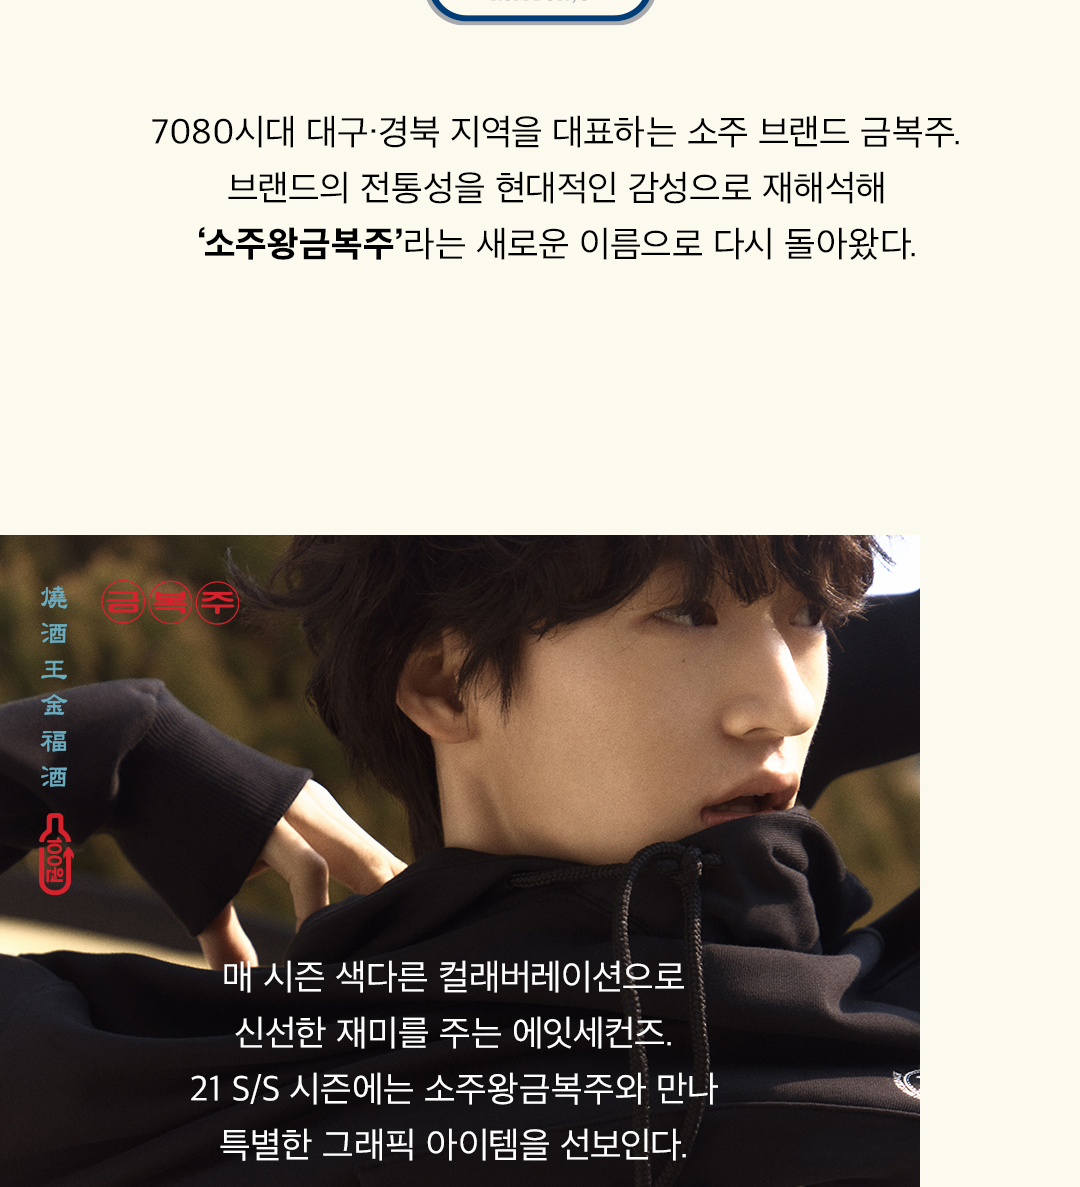 7080시대 대구·경북 지역을 대표하는 소주 브랜드 금복주.
브랜드의 전통성을 현대적인 감성으로 재해석해
‘소주왕금복주’라는 새로운 이름으로 다시 돌아왔다.
燒酒王金福酒
금복주
100원
매 시즌 색다른 컬래버레이션으로
신선한 재미를 주는 에잇세컨즈.
21 S/S 시즌에는 소주왕금복주와 만나
특별한 그래픽 아이템을 선보인다.